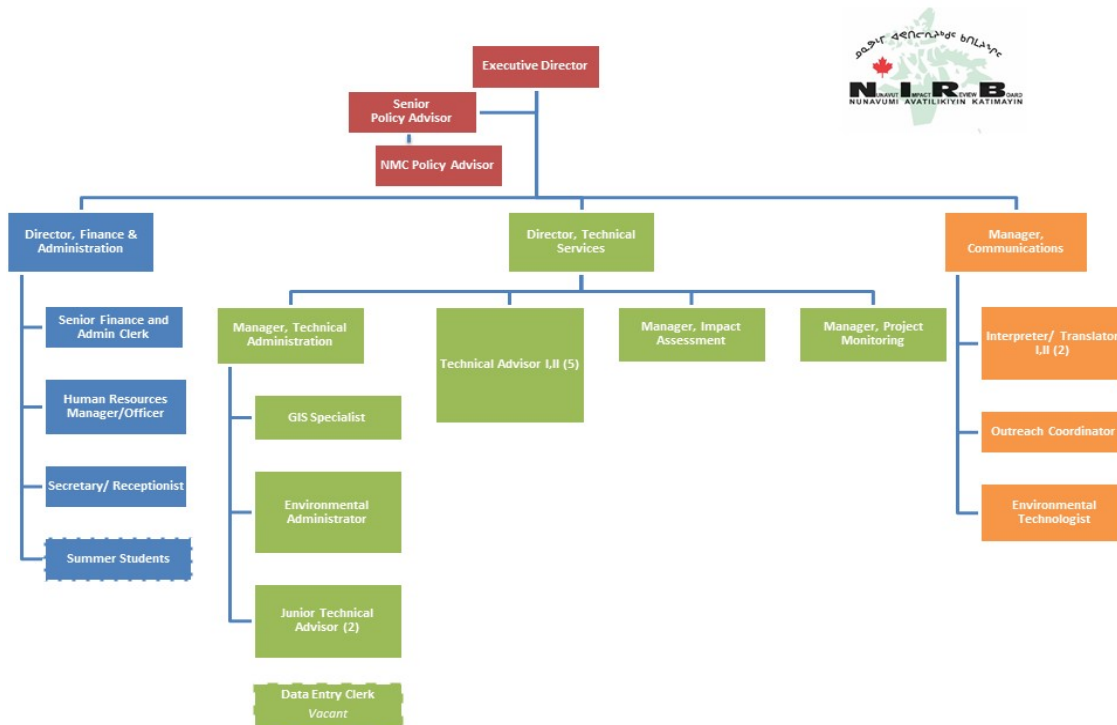 Executive Director
Senior
Policy Advisor
NMC Policy Advisor
NUNAVUT IMPACT REVIEW BOARD
NUNAVUMI AVATILIKIYIN KATIMAYIN
Director, Finance &
Administration
Senior Finance and
Admin Clerk
Human Resources
Manager/Officer
Secretary/ Receptionist
Summer Students
Director, Technical
Services
Manager, Technical
Administration
GIS Specialist
Environmental
Administrator
Junior Technical
Advisor (2)
Data Entry Clerk
Vacant
Technical Advisor I,II (5)
Manager, Impact
Assessment
Manager, Project
Monitoring
Manager,
Communications
Interpreter/ Translator
I,II (2)
Outreach Coordinator
Environmental
Technologist